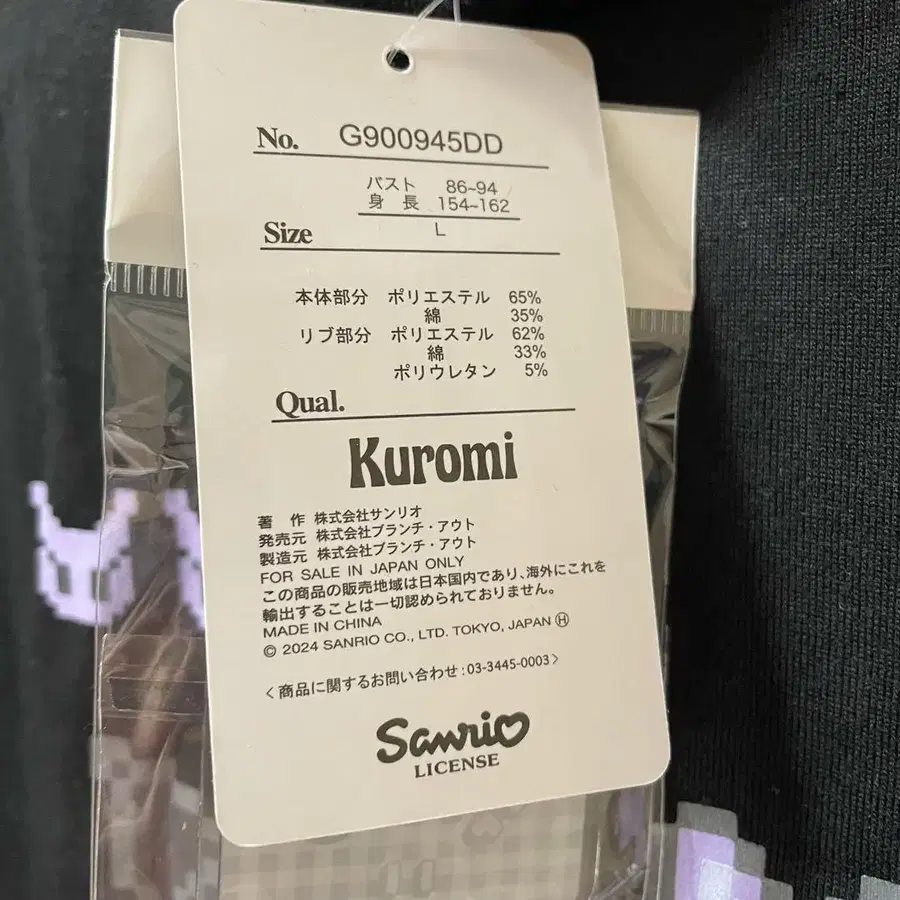 No. G900945DD
バスト 86~94
身長 154~162
Size L
本体部分 ポリエステル 65%
綿 35%
リブ部分 ポリエステル 62%
綿 33%
ポリウレタン 5%
Qual.
Kuromi
著 作 株式会社サンリオ
発売元 株式会社ブランチ・アウト
製造元 株式会社ブランチ・アウト
FOR SALE IN JAPAN ONLY
この商品の販売地域は日本国内であり、海外にこれを
輸出することは一切認められておりません。
MADE IN CHINA
© 2024 SANRIO CO., LTD. TOKYO, JAPAN Ⓗ
〈商品に関するお問い合わせ:03-3445-0003〉
Sanrio
LICENSE